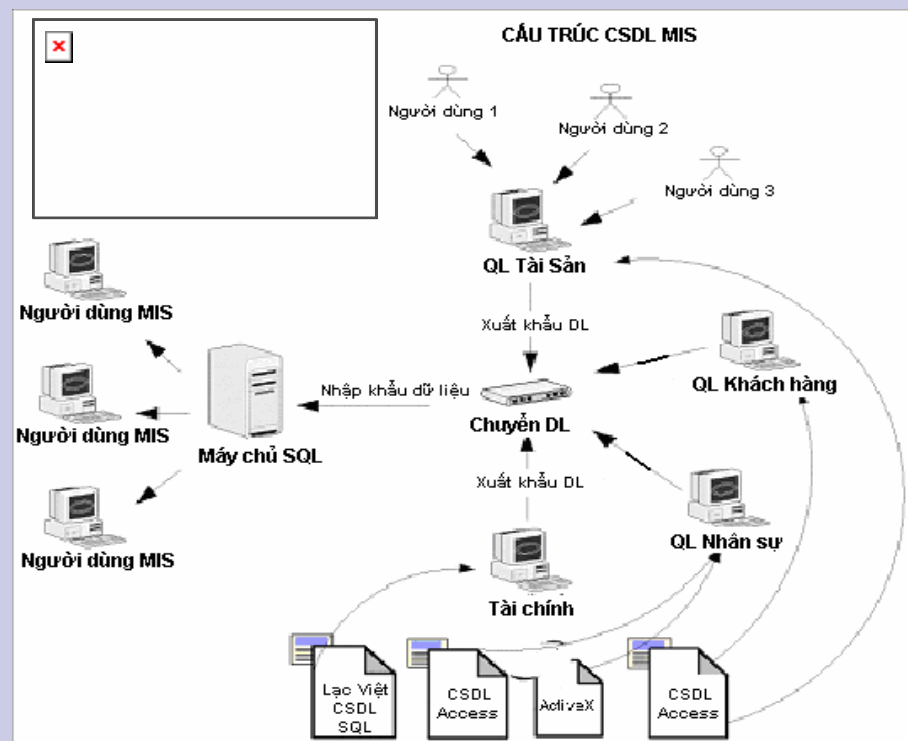 CẤU TRÚC CSDL MIS
Người dùng 1
Người dùng 2
Người dùng 3
QL Tài Sản
Người dùng MIS
Xuất khẩu DL
QL Khách hàng
Nhập khẩu dữ liệu
Chuyển DL
Người dùng MIS
Máy chủ SQL
Xuất khẩu DL
QL Nhân sự
Người dùng MIS
Tài chính
Lạc Việt
CSDL
SQL
CSDL
Access
ActiveX
CSDL
Access